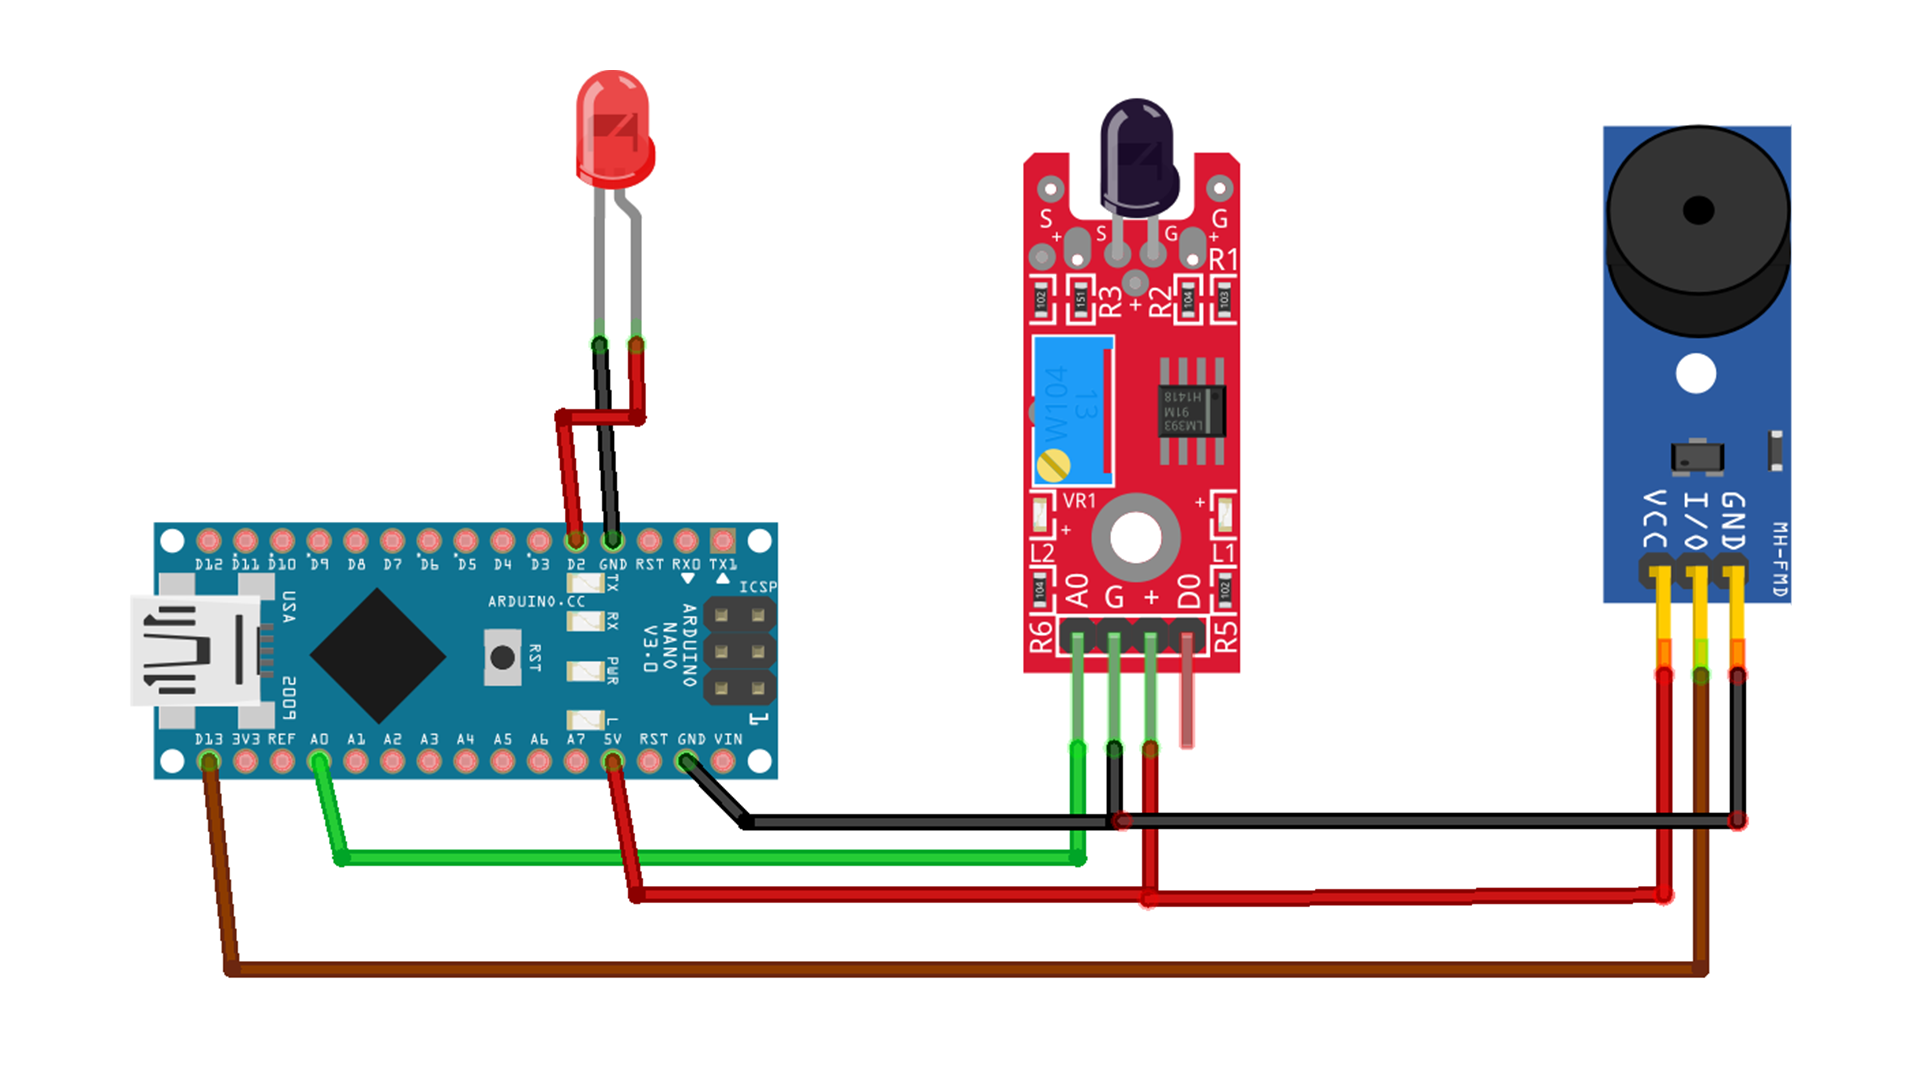 D12 D11 D10 D9 D8 D7 D6 D5 D4 D3 D2 GND RST RX0 TX1
ICSP
ARDUINO.CC
TX
RX
PWR
L
USA
2009
RST
ARDUINO
NANO
V3.0
1
D13 3V3 REF A0 A1 A2 A3 A4 A5 A6 A7 5V RST GND VIN
S G
+ S G +
R1
102 151 R3 + R2 104 103
W104
13
H1418
91M
LM393
VR1 +
+
L2 L1
104 A0 G + D0 102
R6 R5
VCC
I/O
GND
MH-FMD